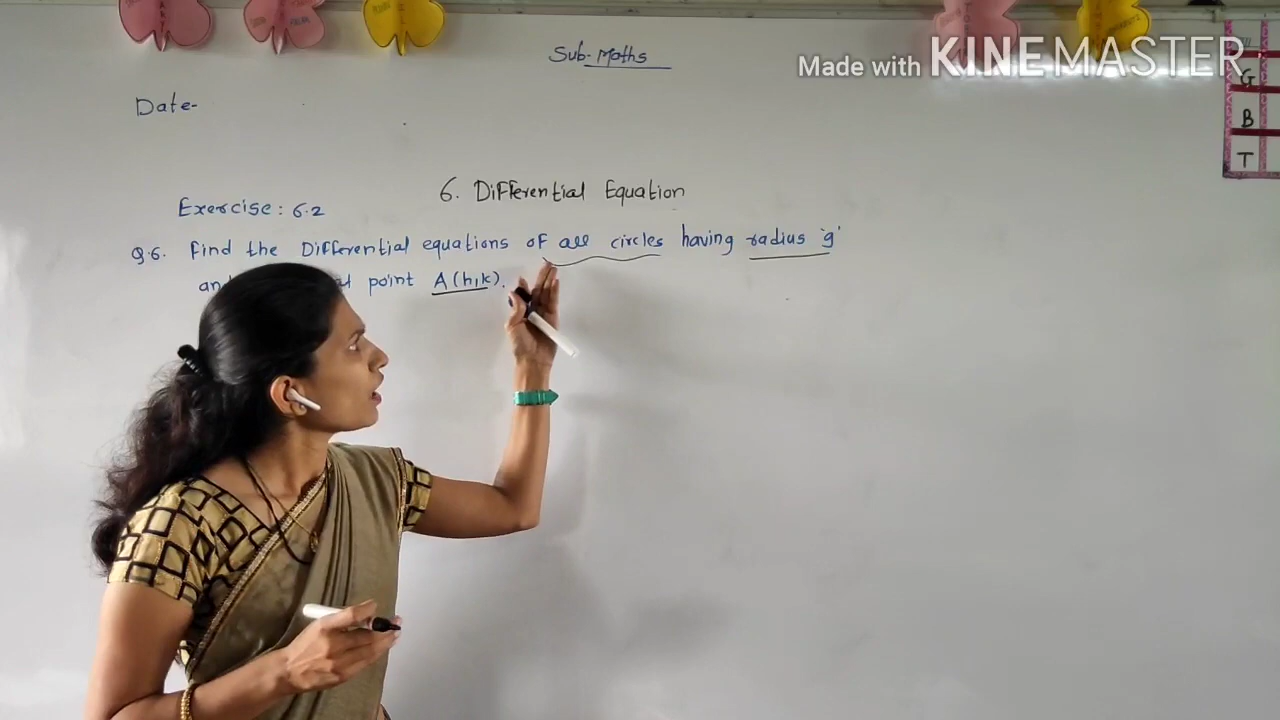 Sub- Maths
Made with KINEMASTER
Date-
G
B
T
6. Differential Equation
Exercise: 6.2
Q.6. Find the Differential equations of all circles having radius 'g'
point A(h,k).